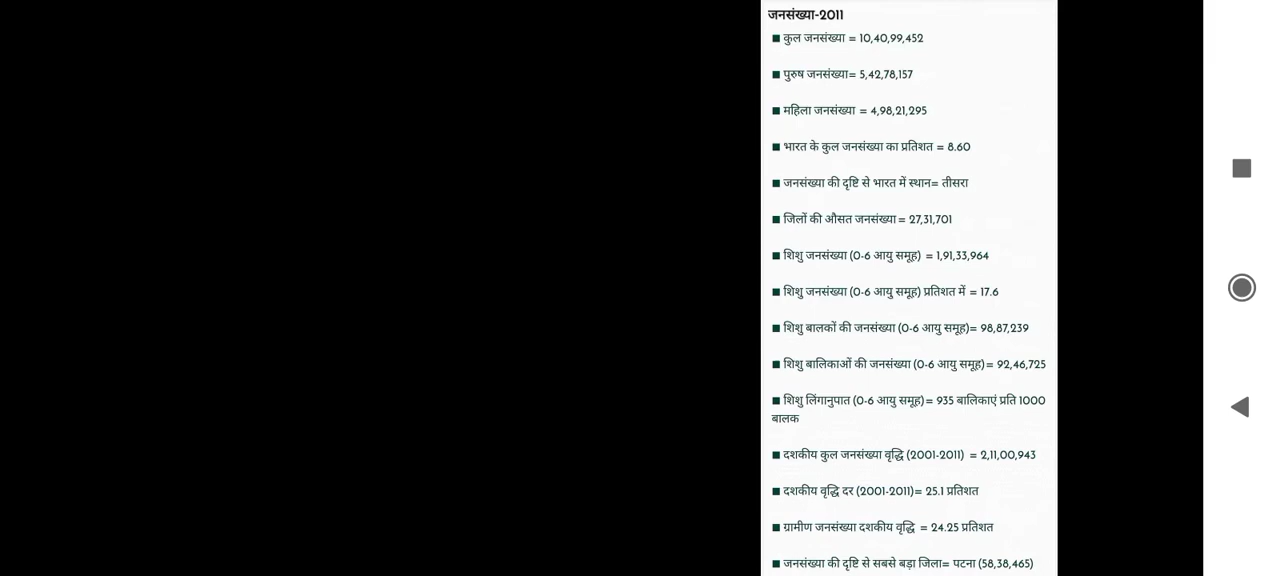 जनसंख्या-2011
■ कुल जनसंख्या = 10,40,99,452
■ पुरुष जनसंख्या= 5,42,78,157
■ महिला जनसंख्या = 4,98,21,295
■ भारत के कुल जनसंख्या का प्रतिशत = 8.60
■ जनसंख्या की दृष्टि से भारत में स्थान= तीसरा
■ जिलों की औसत जनसंख्या= 27,31,701
■ शिशु जनसंख्या (0-6 आयु समूह) = 1,91,33,964
■ शिशु जनसंख्या (0-6 आयु समूह) प्रतिशत में = 17.6
■ शिशु बालकों की जनसंख्या (0-6 आयु समूह)= 98,87,239
■ शिशु बालिकाओं की जनसंख्या (0-6 आयु समूह)= 92,46,725
■ शिशु लिंगानुपात (0-6 आयु समूह)= 935 बालिकाएं प्रति 1000
बालक
■ दशकीय कुल जनसंख्या वृद्धि (2001-2011) = 2,11,00,943
■ दशकीय वृद्धि दर (2001-2011)= 25.1 प्रतिशत
■ ग्रामीण जनसंख्या दशकीय वृद्धि = 24.25 प्रतिशत
■ जनसंख्या की दृष्टि से सबसे बड़ा जिला= पटना (58,38,465)